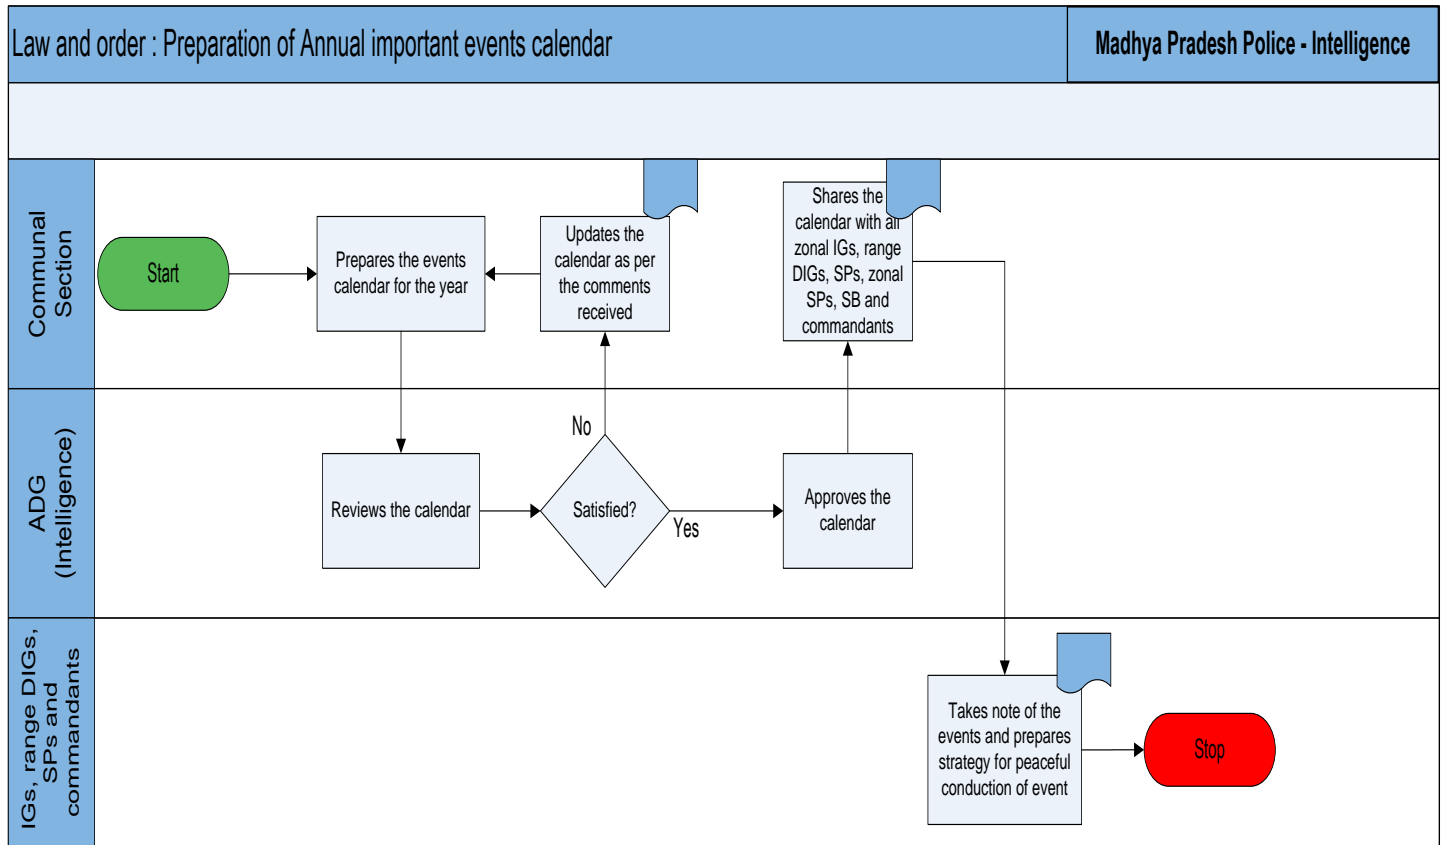 Law and order : Preparation of Annual important events calendar
Madhya Pradesh Police - Intelligence
Communal
Section
Start
Prepares the events
calendar for the year
Updates the
calendar as per
the comments
received
Shares the
calendar with all
zonal IGs, range
DIGs, SPs, zonal
SPs, SB and
commandants
ADG
(Intelligence)
Reviews the calendar
No
Satisfied?
Yes
Approves the
calendar
IGs, range DIGs,
SPs and
commandants
Takes note of the
events and prepares
strategy for peaceful
conduction of event
Stop